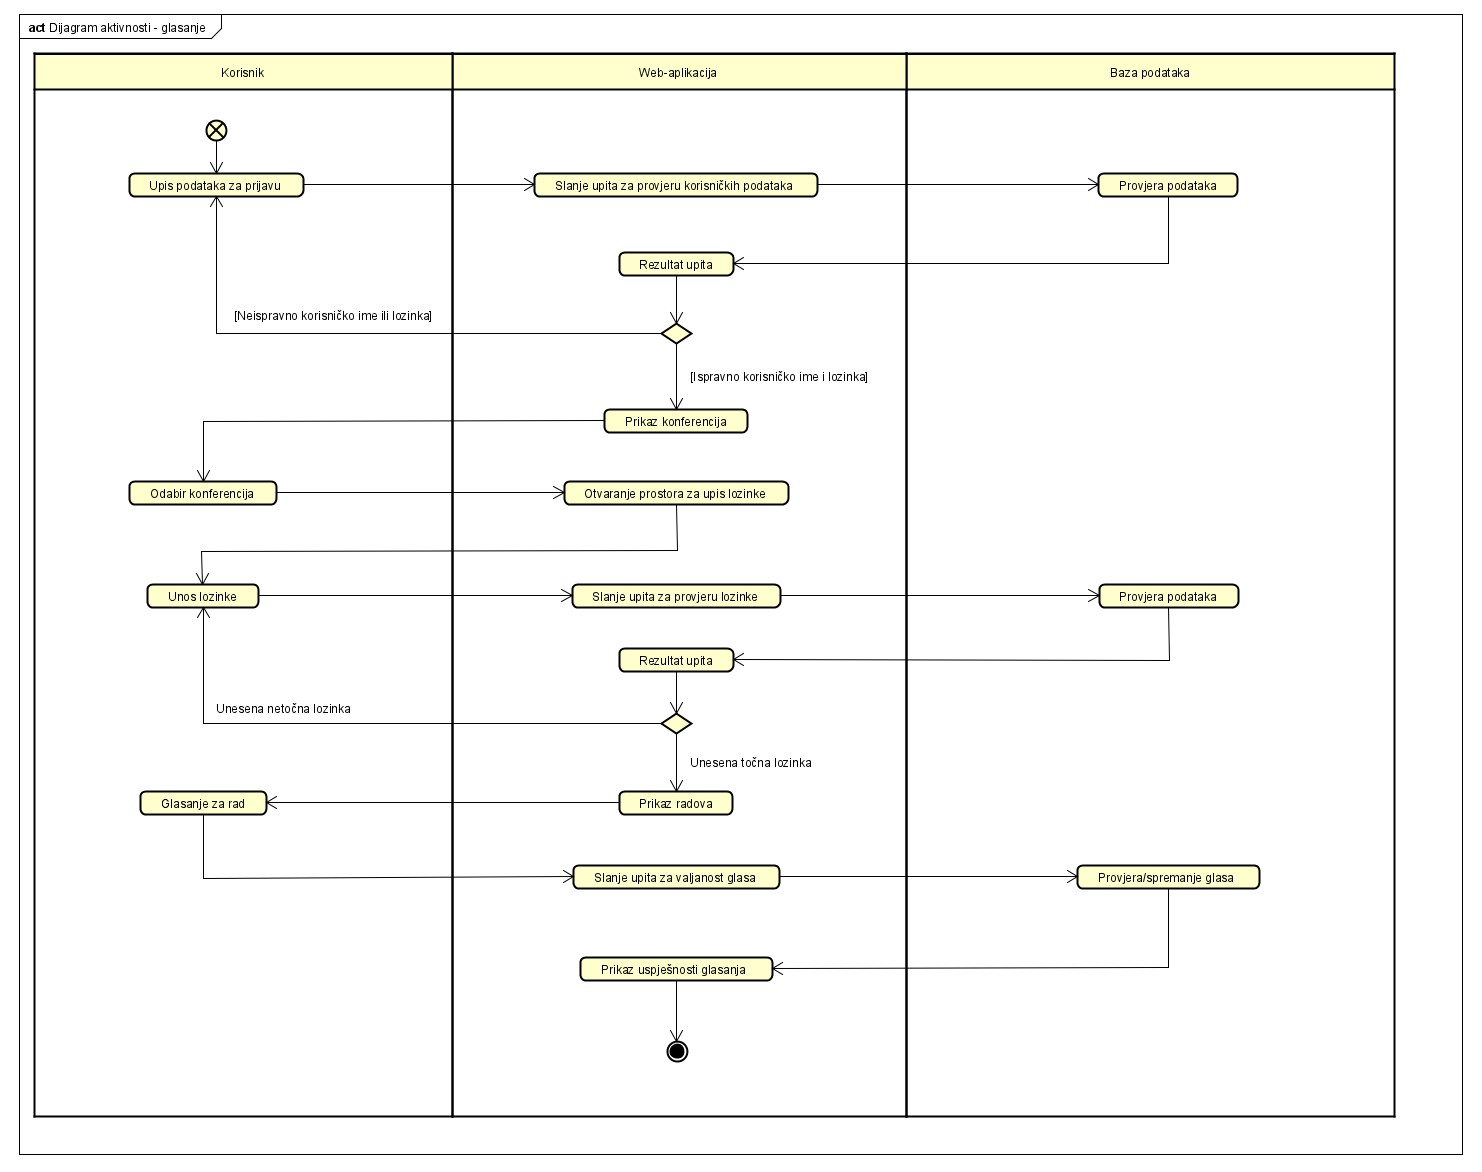 act Dijagram aktivnosti - glasanje
Korisnik
Web-aplikacija
Baza podataka
Upis podataka za prijavu
Slanje upita za provjeru korisničkih podataka
Provjera podataka
Rezultat upita
[Neispravno korisničko ime ili lozinka]
[Ispravno korisničko ime i lozinka]
Prikaz konferencija
Odabir konferencija
Otvaranje prostora za upis lozinke
Unos lozinke
Slanje upita za provjeru lozinke
Provjera podataka
Rezultat upita
Unesena netočna lozinka
Unesena točna lozinka
Glasanje za rad
Prikaz radova
Slanje upita za valjanost glasa
Provjera/spremanje glasa
Prikaz uspješnosti glasanja